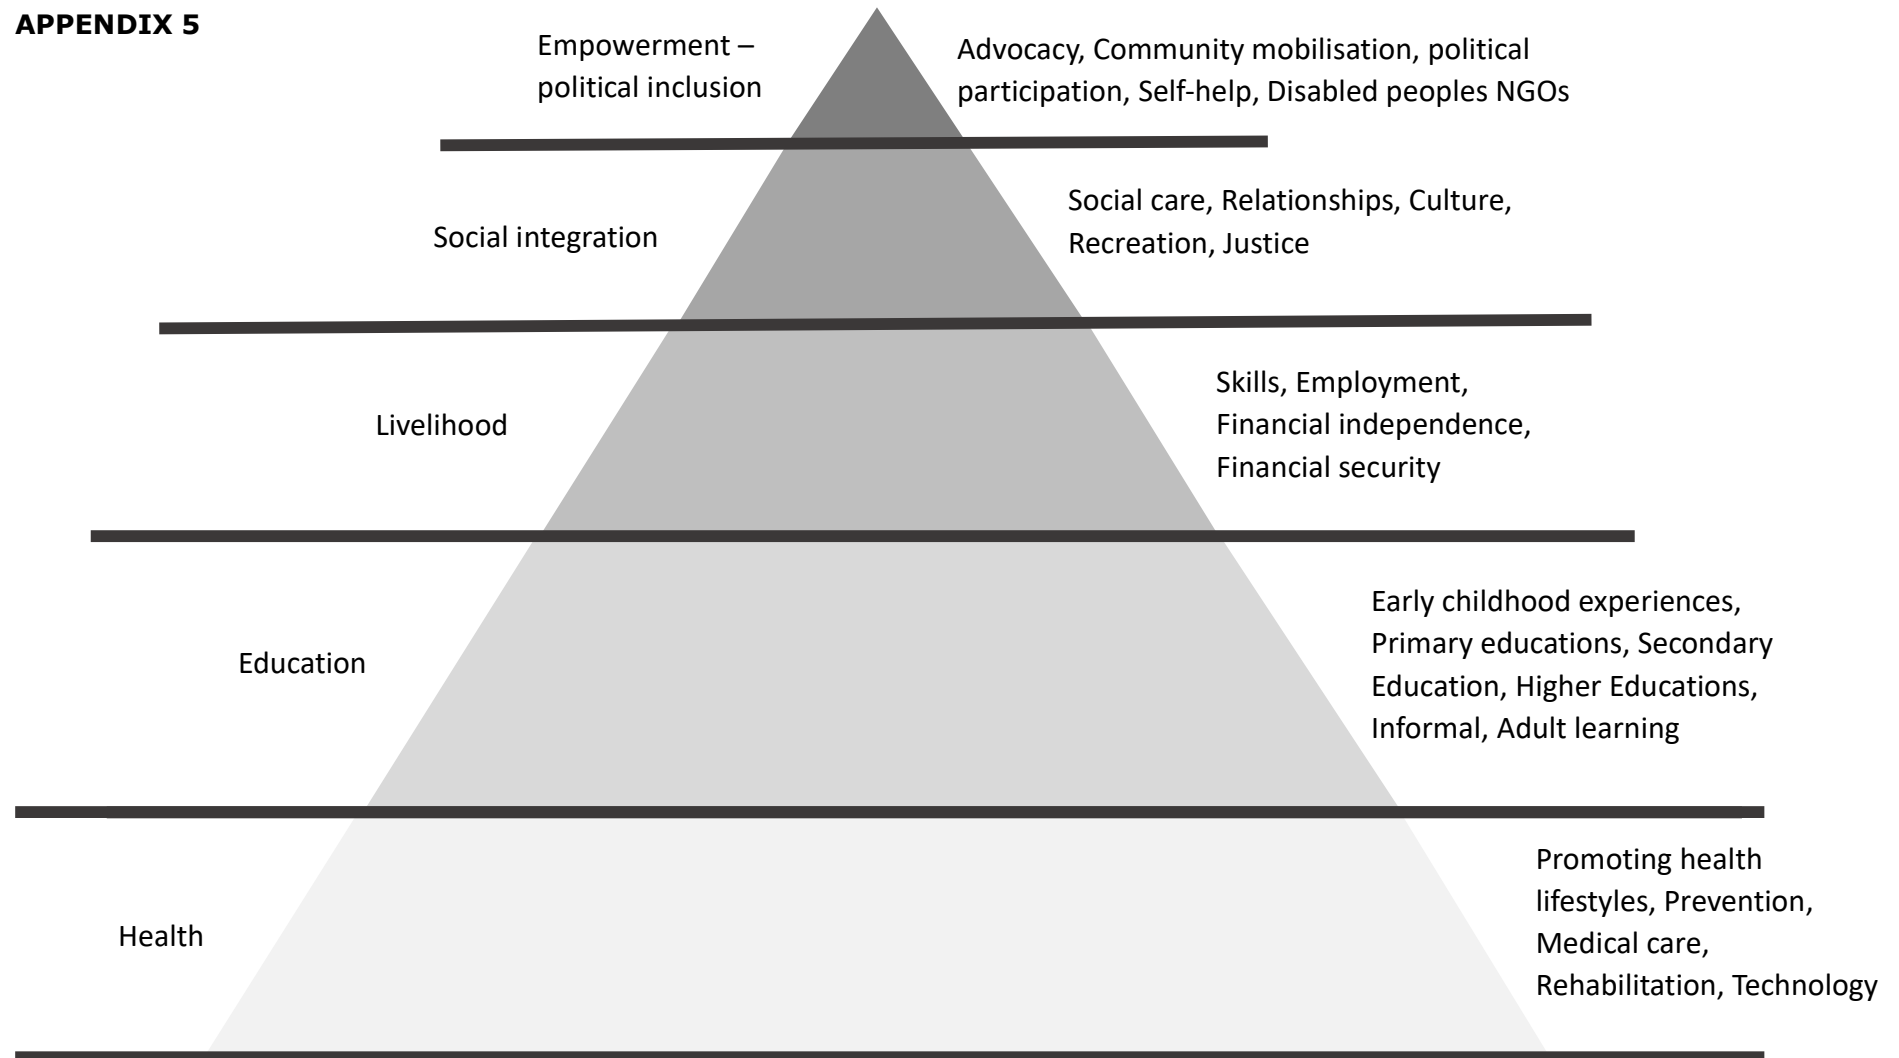 APPENDIX 5
Empowerment –
political inclusion
Advocacy, Community mobilisation, political
participation, Self-help, Disabled peoples NGOs
Social integration
Social care, Relationships, Culture,
Recreation, Justice
Livelihood
Skills, Employment,
Financial independence,
Financial security
Education
Early childhood experiences,
Primary educations, Secondary
Education, Higher Educations,
Informal, Adult learning
Health
Promoting health
lifestyles, Prevention,
Medical care,
Rehabilitation, Technology